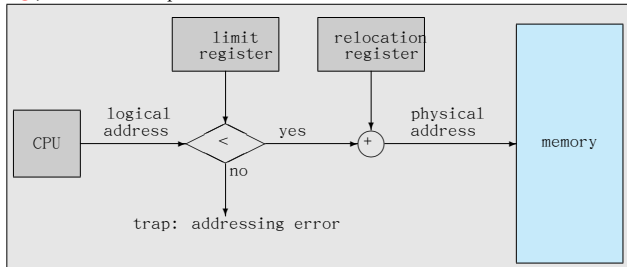 limit
register
relocation
register
logical
address
physical
address
CPU
<
yes
+
memory
no
trap: addressing error